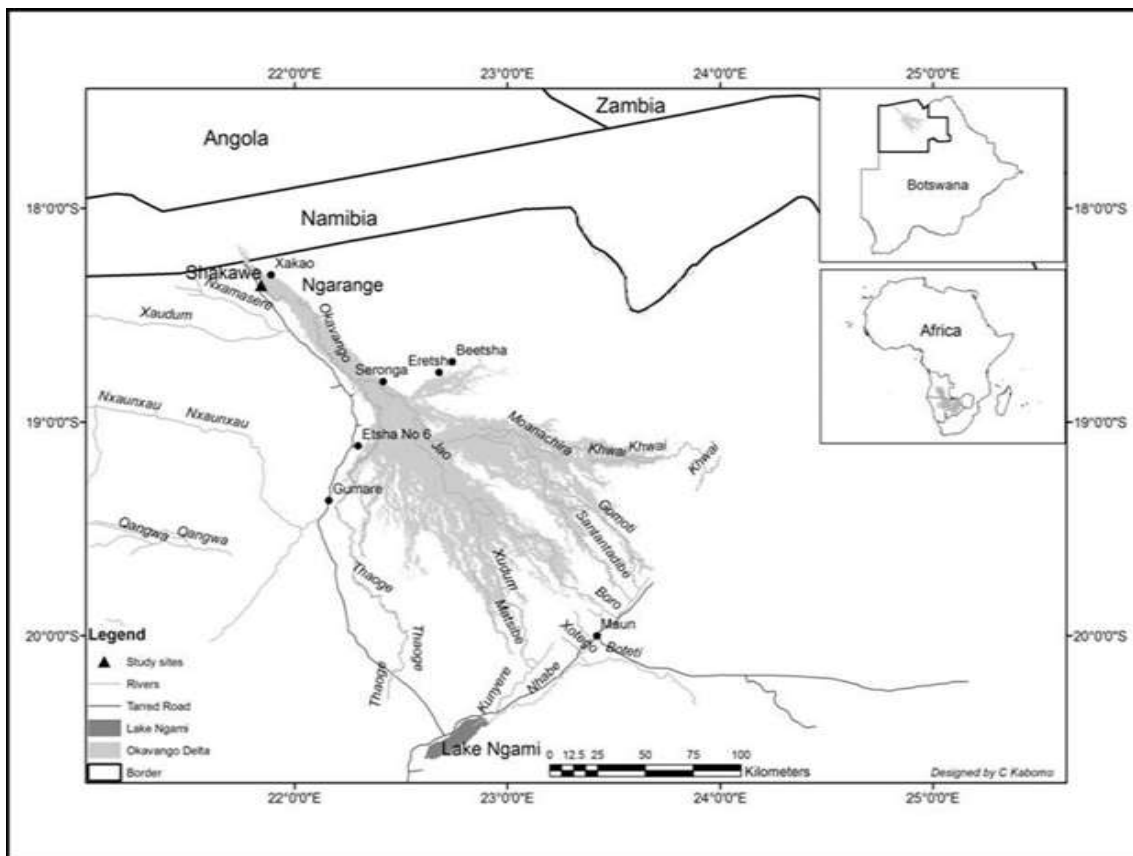 22°0'0"E 23°0'0"E 24°0'0"E 25°0'0"E
Zambia
Angola
Botswana
18°0'0"S 18°0'0"S
Namibia
Xakao
Shakawe
Ngarange
Nxamasere
Xaudum
Okavango
Africa
Beetsha
Eretsh
Seronga
Nxaunxau
Nxaunxau
19°0'0"S 19°0'0"S
Moanachira
Etsha No 6
Jao
Khwai Khwai
Khwai
Gumare
Gomoti
Santantadibe
Qangwa Qangwa
Xudum
Thaoge
Boro
Matsibe
Maun
20°0'0"S 20°0'0"S
Xotego
Boteti
Thaoge
Thaoge
Kunyere
Nhabe
Lake Ngami
Legend
Study sites
Rivers
Tarred Road
Lake Ngami
Okavango Delta
Border
0 12.5 25 50 75 100
Kilometers
Designed by C Kabomo
22°0'0"E 23°0'0"E 24°0'0"E 25°0'0"E